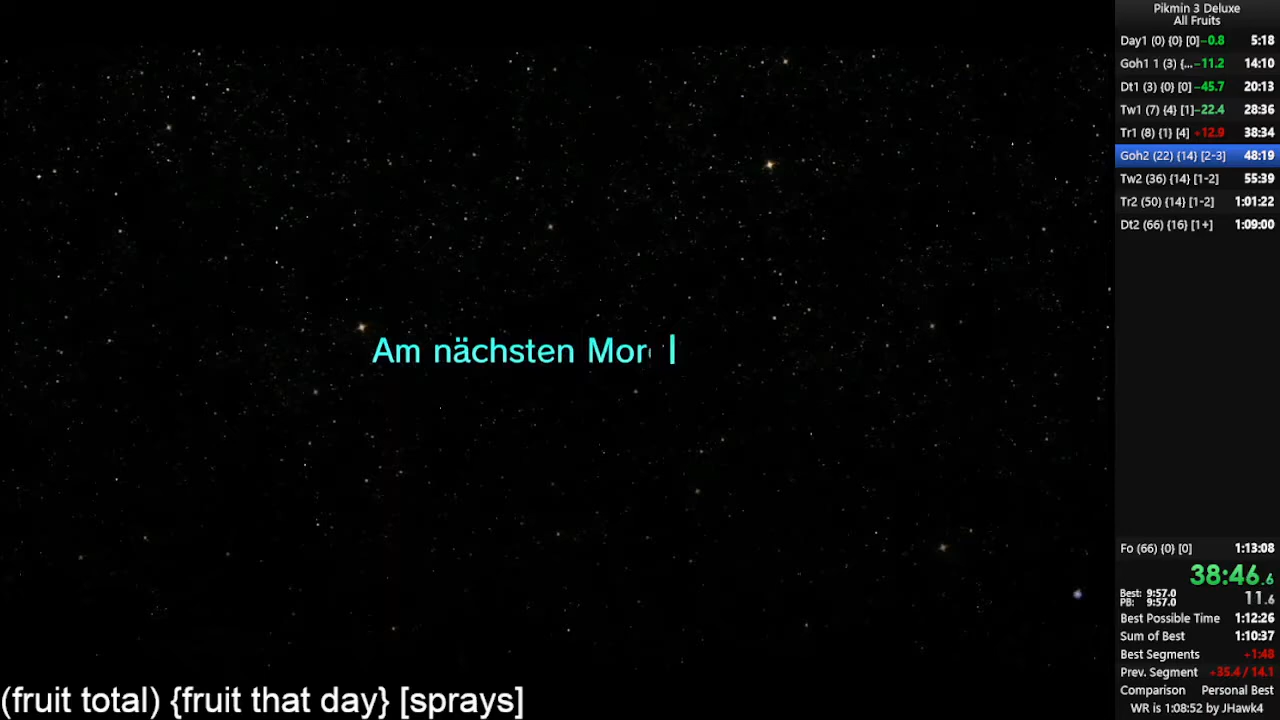 Pikmin 3 Deluxe
All Fruits
Day1 (0) {0} [0] -0.8 5:18
Goh1 1 (3) {... -11.2 14:10
Dt1 (3) {0} [0] -45.7 20:13
Tw1 (7) {4} [1] -22.4 28:36
Tr1 (8) {1} [4] +12.9 38:34
Goh2 (22) {14} [2-3] 48:19
Tw2 (36) {14} [1-2] 55:39
Tr2 (50) {14} [1-2] 1:01:22
Dt2 (66) {16} [1+] 1:09:00
Am nächsten Mor
Fo (66) {0} [0] 1:13:08
38:46.6
Best: 9:57.0
PB: 9:57.0 11.6
Best Possible Time 1:12:26
Sum of Best 1:10:37
Best Segments +1:48
Prev. Segment +35.4 / 14.1
Comparison Personal Best
WR is 1:08:52 by JHawk4
(fruit total) {fruit that day} [sprays]